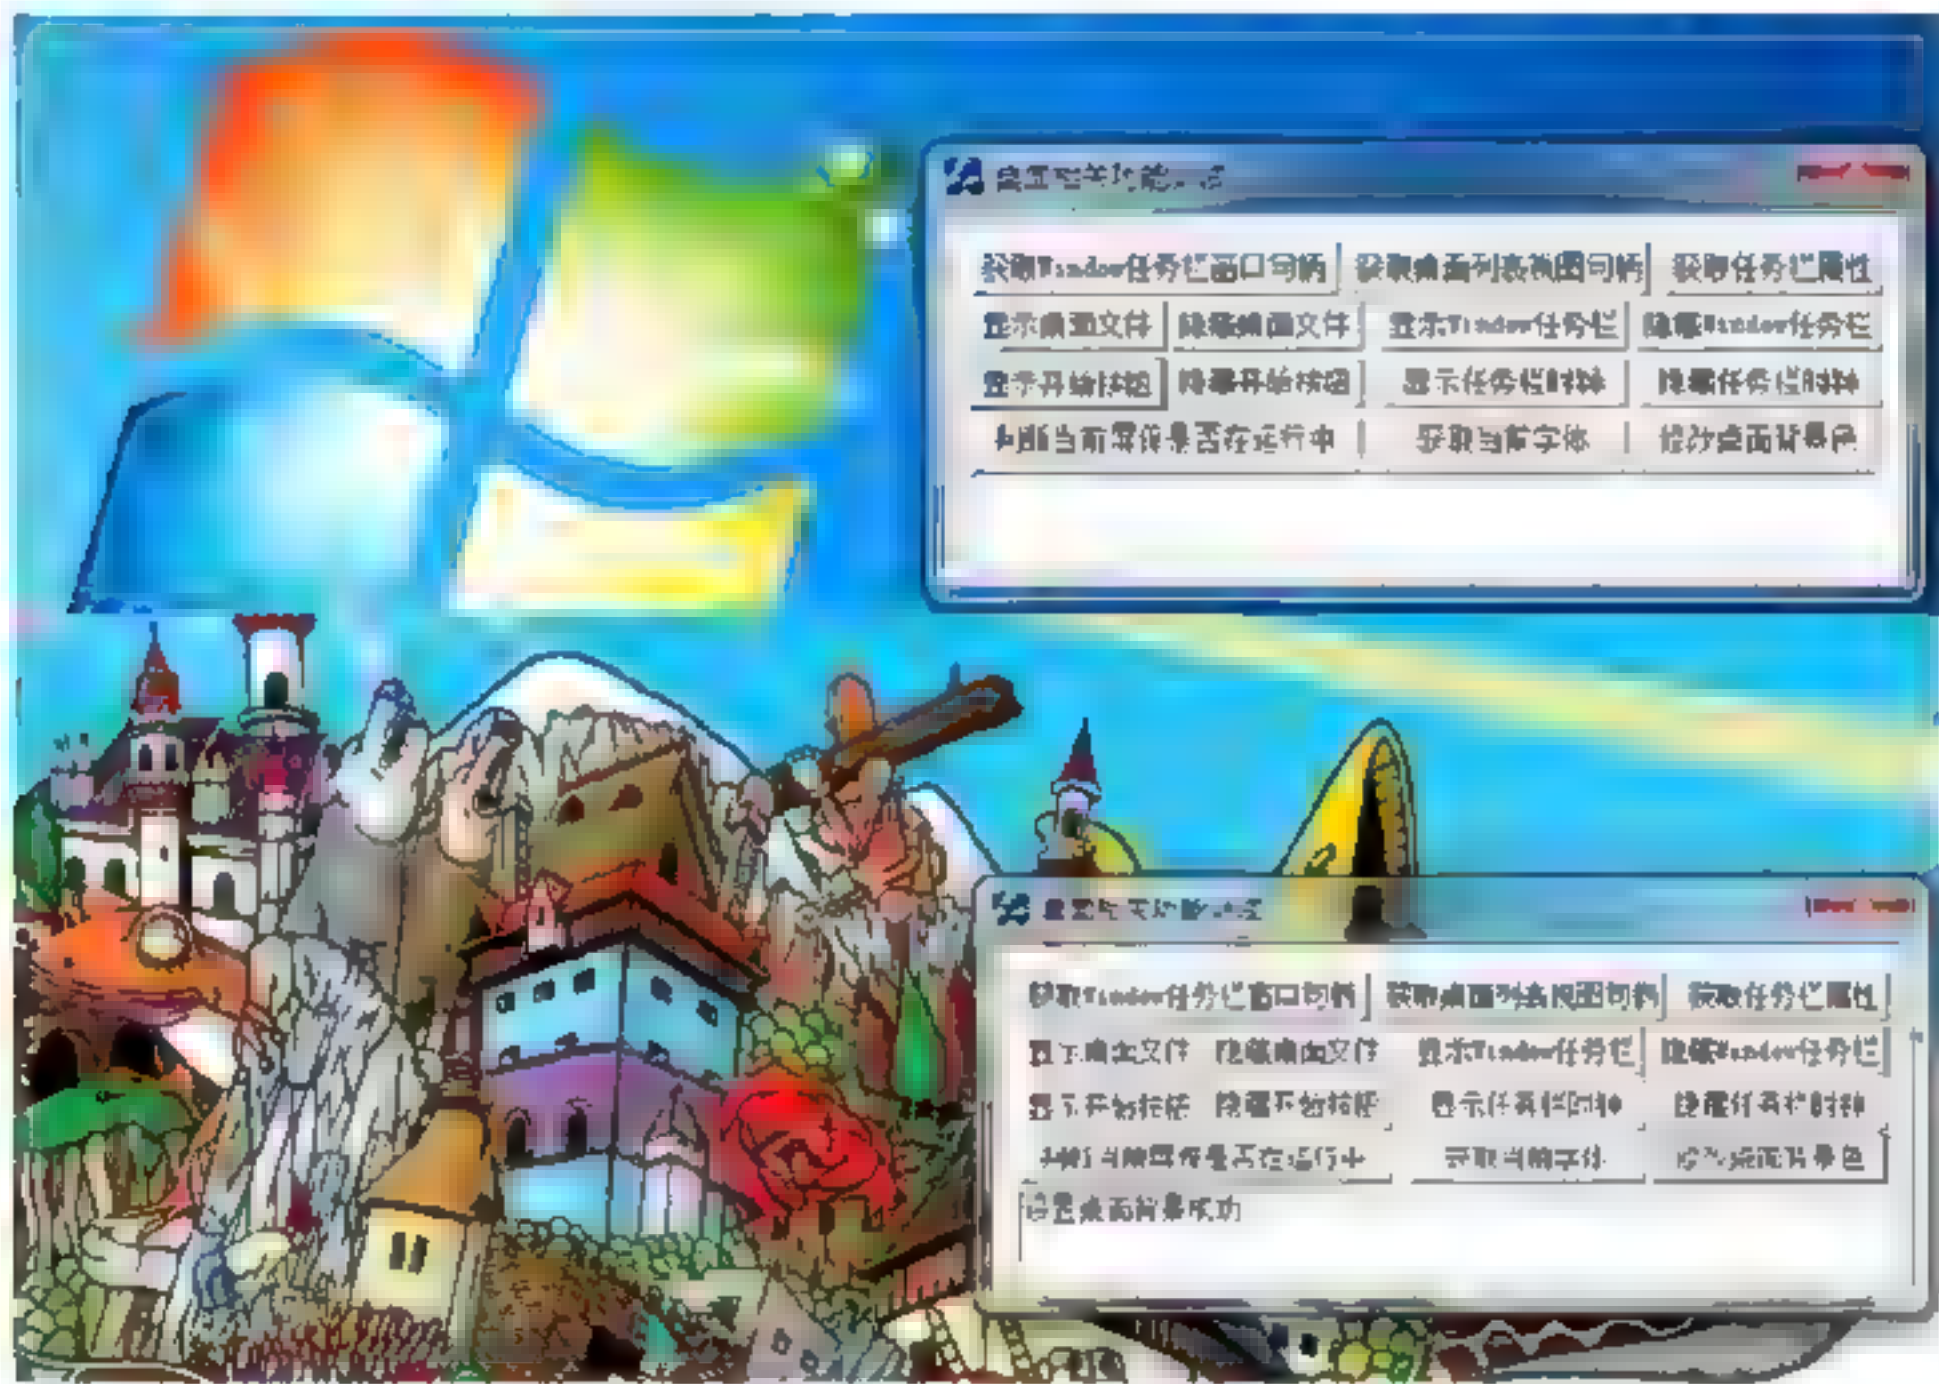 获取Window任务栏窗口句柄 获取桌面列表视图句柄 获取任务栏属性
显示桌面文件 隐藏桌面文件 显示Window任务栏 隐藏Window任务栏
显示开始按钮 隐藏开始按钮 显示任务栏时钟 隐藏任务栏时钟
判断当前屏保是否在运行中 获取当前字体 修改桌面背景色
获取Window任务栏窗口句柄 获取桌面列表视图句柄 获取任务栏属性
显示桌面文件 隐藏桌面文件 显示Window任务栏 隐藏Window任务栏
显示开始按钮 隐藏开始按钮 显示任务栏时钟 隐藏任务栏时钟
判断当前屏保是否在运行中 获取当前字体 修改桌面背景色
设置桌面背景成功